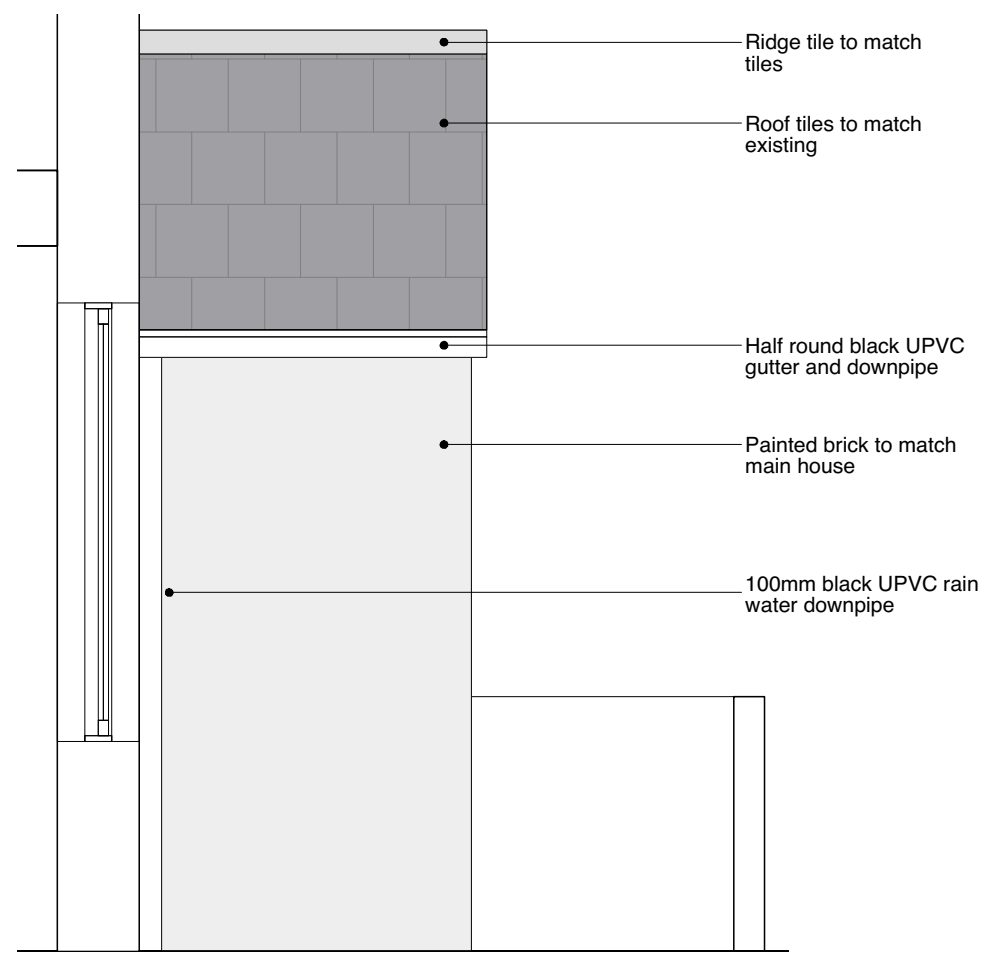 Ridge tile to match
tiles
Roof tiles to match
existing
Half round black UPVC
gutter and downpipe
Painted brick to match
main house
100mm black UPVC rain
water downpipe